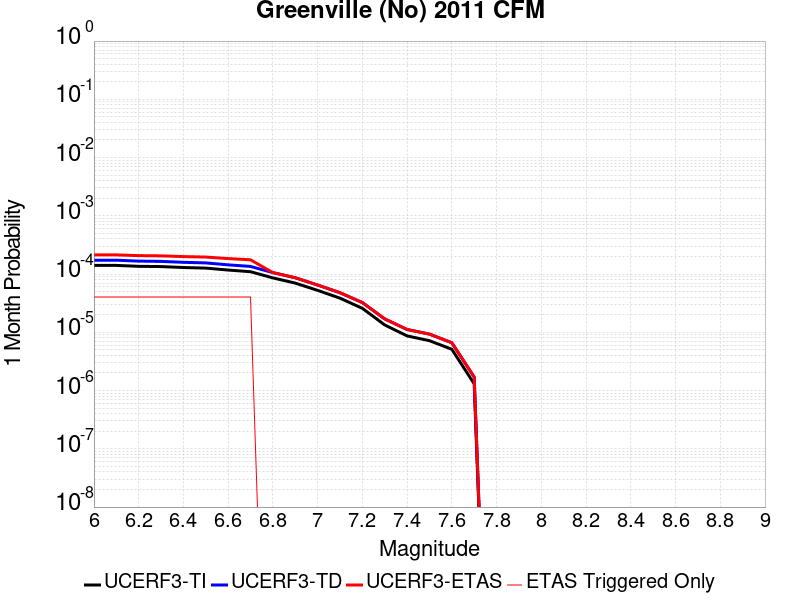 Greenville (No) 2011 CFM
10^0
10^-1
10^-2
10^-3
10^-4
10^-5
10^-6
10^-7
10^-8
1 Month Probability
6 6.2 6.4 6.6 6.8 7 7.2 7.4 7.6 7.8 8 8.2 8.4 8.6 8.8 9
Magnitude
UCERF3-TI UCERF3-TD UCERF3-ETAS ETAS Triggered Only